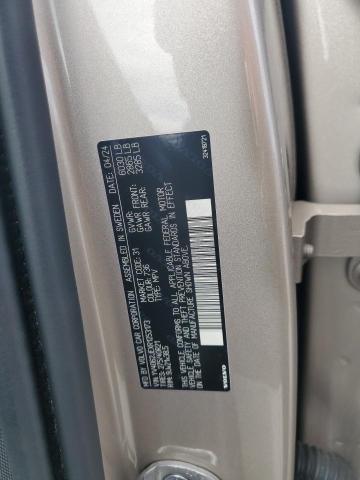 MFD BY: VOLVO CAR CORPORATION ASSEMBLED IN SWEDEN DATE: 04/24
MARKET CODE: 31 GVWR: 6030 LB
COLOUR: 736 GAWR FRONT: 2865 LB
TYPE: MPV GAWR REAR: 3285 LB
THIS VEHICLE CONFORMS TO ALL APPLICABLE FEDERAL MOTOR
VEHICLE SAFETY AND THEFT PREVENTION STANDARDS IN EFFECT
ON THE DATE OF MANUFACTURE SHOWN ABOVE.
VOLVO
32418721